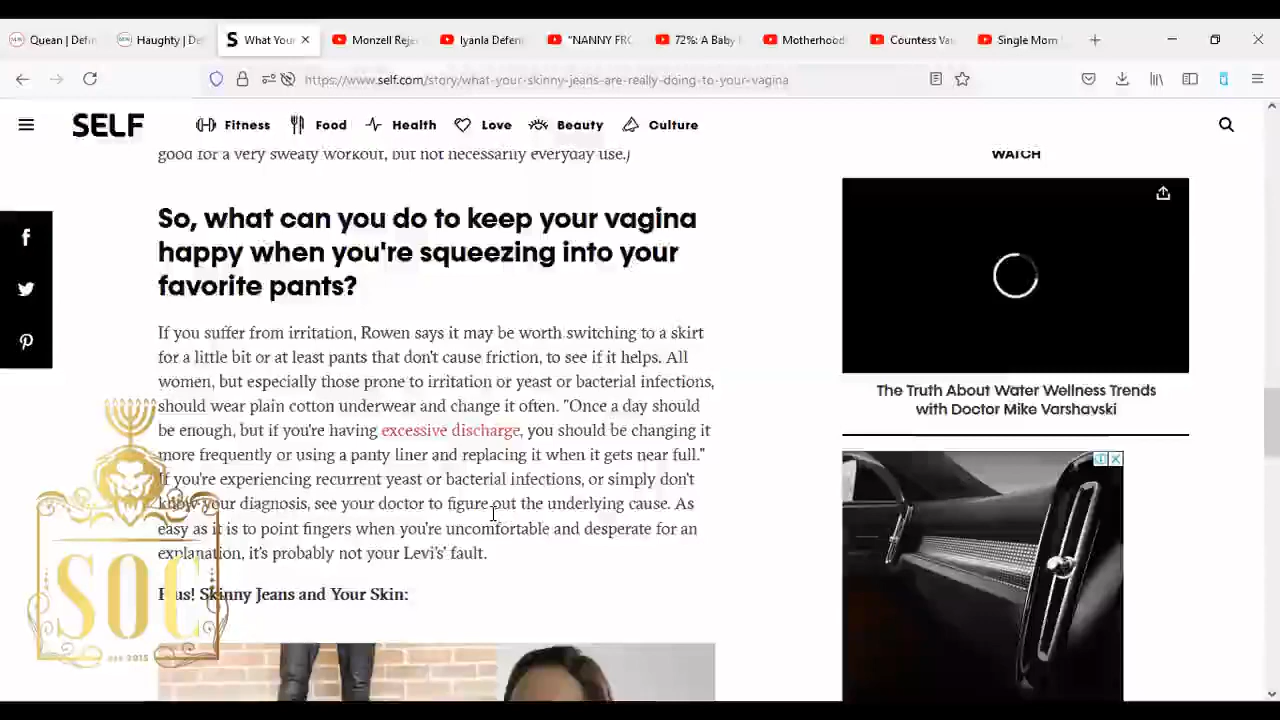 Quean | Defin
Haughty | De
What You
Monzell Reje
Iyanla Defen
"NANNY FRO
72%: A Baby
Motherhood
Countess Va
Single Mom
https://www.self.com/story/what-your-skinny-jeans-are-really-doing-to-your-vagina
SELF
Fitness
Food
Health
Love
Beauty
Culture
good for a very sweaty workout, but not necessarily everyday use.)
WATCH
So, what can you do to keep your vagina
happy when you're squeezing into your
favorite pants?
If you suffer from irritation, Rowen says it may be worth switching to a skirt
for a little bit or at least pants that don't cause friction, to see if it helps. All
women, but especially those prone to irritation or yeast or bacterial infections,
should wear plain cotton underwear and change it often. "Once a day should
be enough, but if you're having excessive discharge, you should be changing it
more frequently or using a panty liner and replacing it when it gets near full."
If you're experiencing recurrent yeast or bacterial infections, or simply don't
know your diagnosis, see your doctor to figure out the underlying cause. As
easy as it is to point fingers when you're uncomfortable and desperate for an
explanation, it's probably not your Levi's' fault.
Plus! Skinny Jeans and Your Skin:
The Truth About Water Wellness Trends
with Doctor Mike Varshavski
SOC
2015